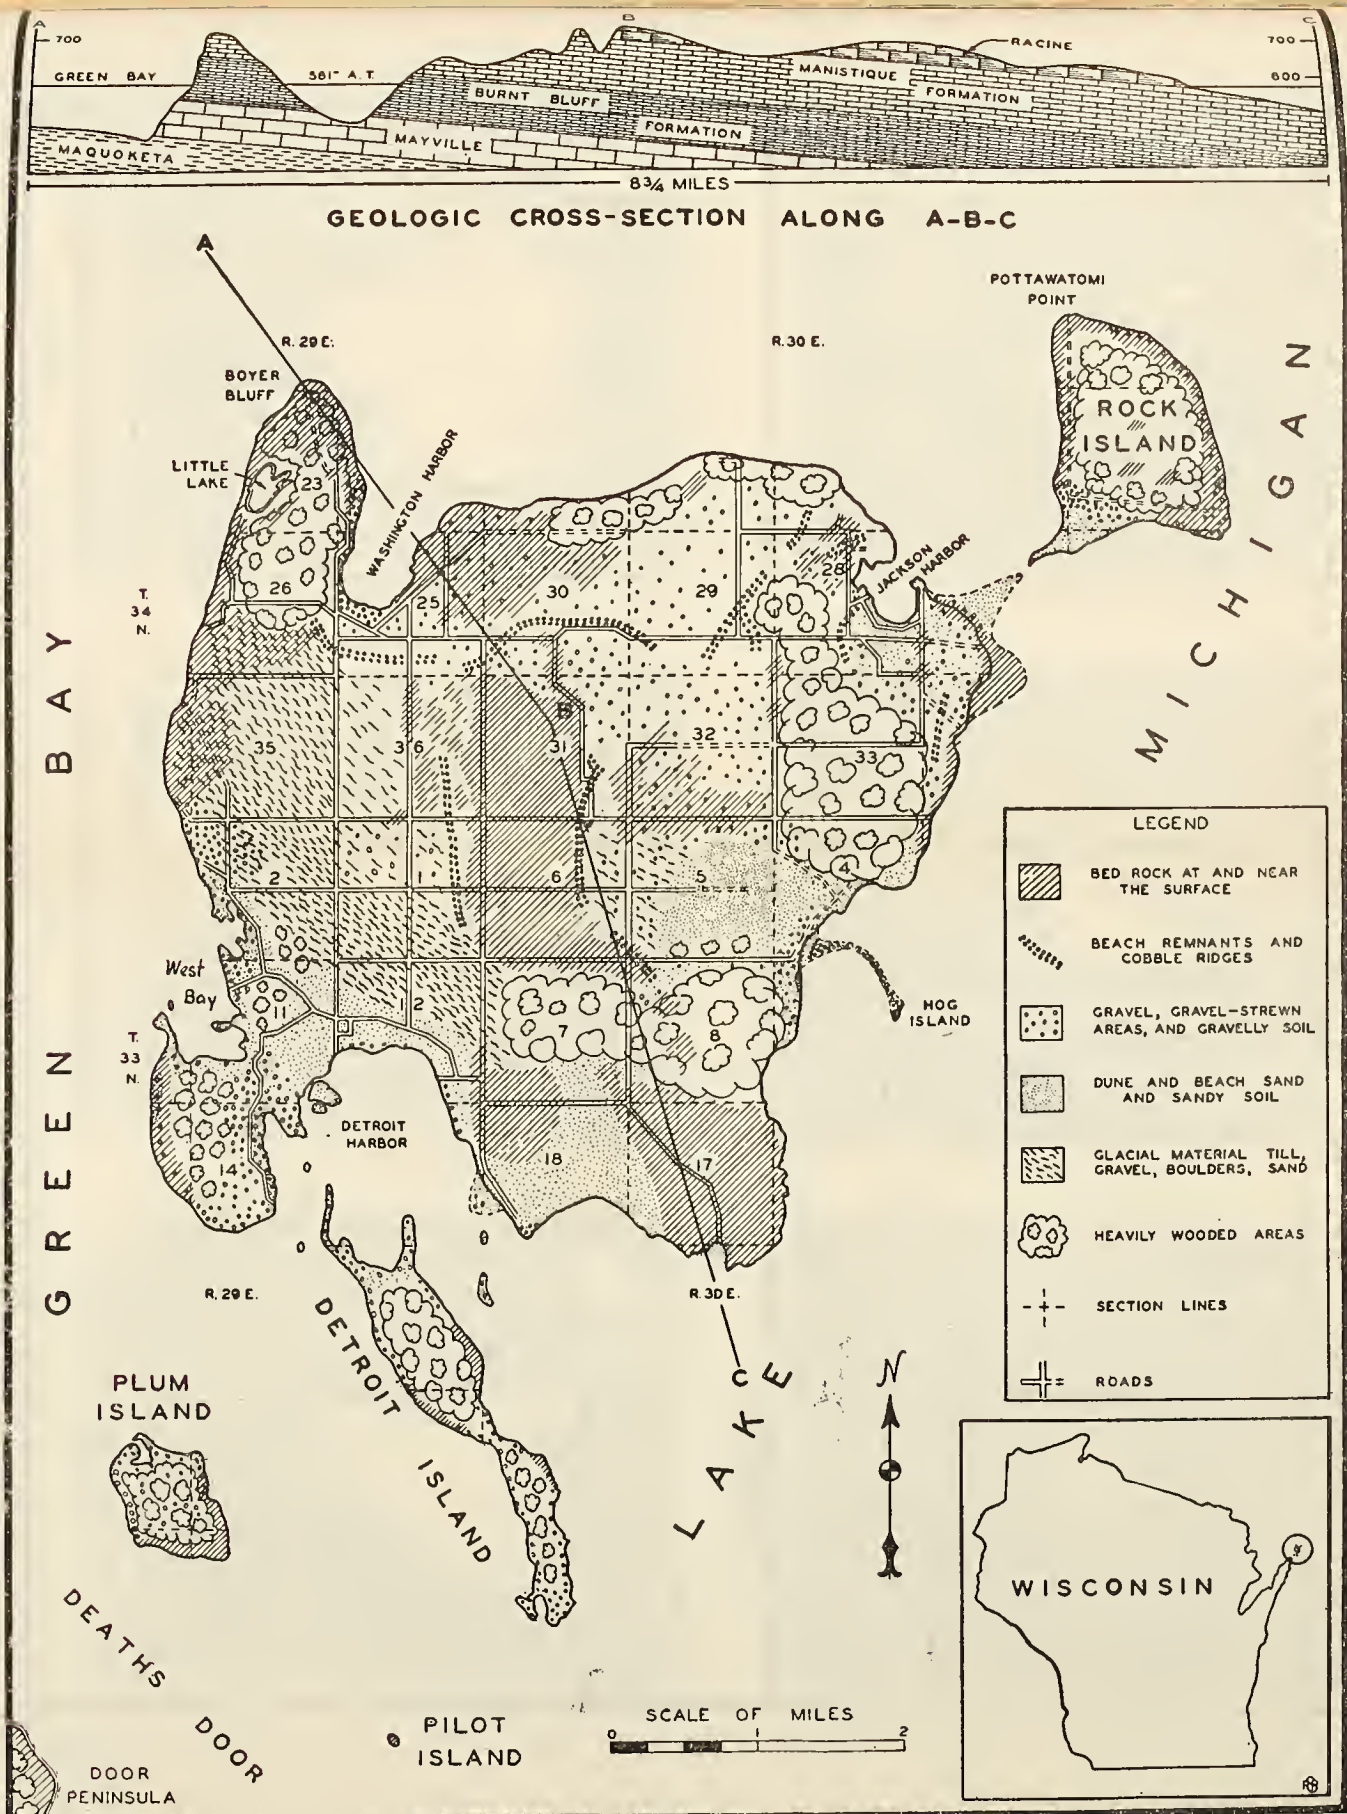 A
B
C
700
700
RACINE
GREEN BAY
581' A.T.
600
MANISTIQUE
FORMATION
BURNT BLUFF
FORMATION
MAYVILLE
MAQUOKETA
8 3/4 MILES
GEOLOGIC CROSS-SECTION ALONG A-B-C
A
POTTAWATOMI
POINT
R. 29 E.
R. 30 E.
BOYER
BLUFF
ROCK
ISLAND
LITTLE
LAKE
23
WASHINGTON HARBOR
JACKSON
HARBOR
28
26
25
30
29
T.
34
N.
B
35
36
31
32
33
2
1
6
5
4
West
Bay
11
12
7
8
HOG
ISLAND
T.
33
N.
DETROIT
HARBOR
14
18
17
R. 29 E.
R. 30 E.
C
GREEN BAY
LAKE MICHIGAN
DETROIT ISLAND
PLUM
ISLAND
DEATHS DOOR
PILOT
ISLAND
DOOR
PENINSULA
N
SCALE OF MILES
0 1 2
LEGEND
BED ROCK AT AND NEAR
THE SURFACE
BEACH REMNANTS AND
COBBLE RIDGES
GRAVEL, GRAVEL-STREWN
AREAS, AND GRAVELLY SOIL
DUNE AND BEACH SAND
AND SANDY SOIL
GLACIAL MATERIAL TILL,
GRAVEL, BOULDERS, SAND
HEAVILY WOODED AREAS
SECTION LINES
ROADS
WISCONSIN